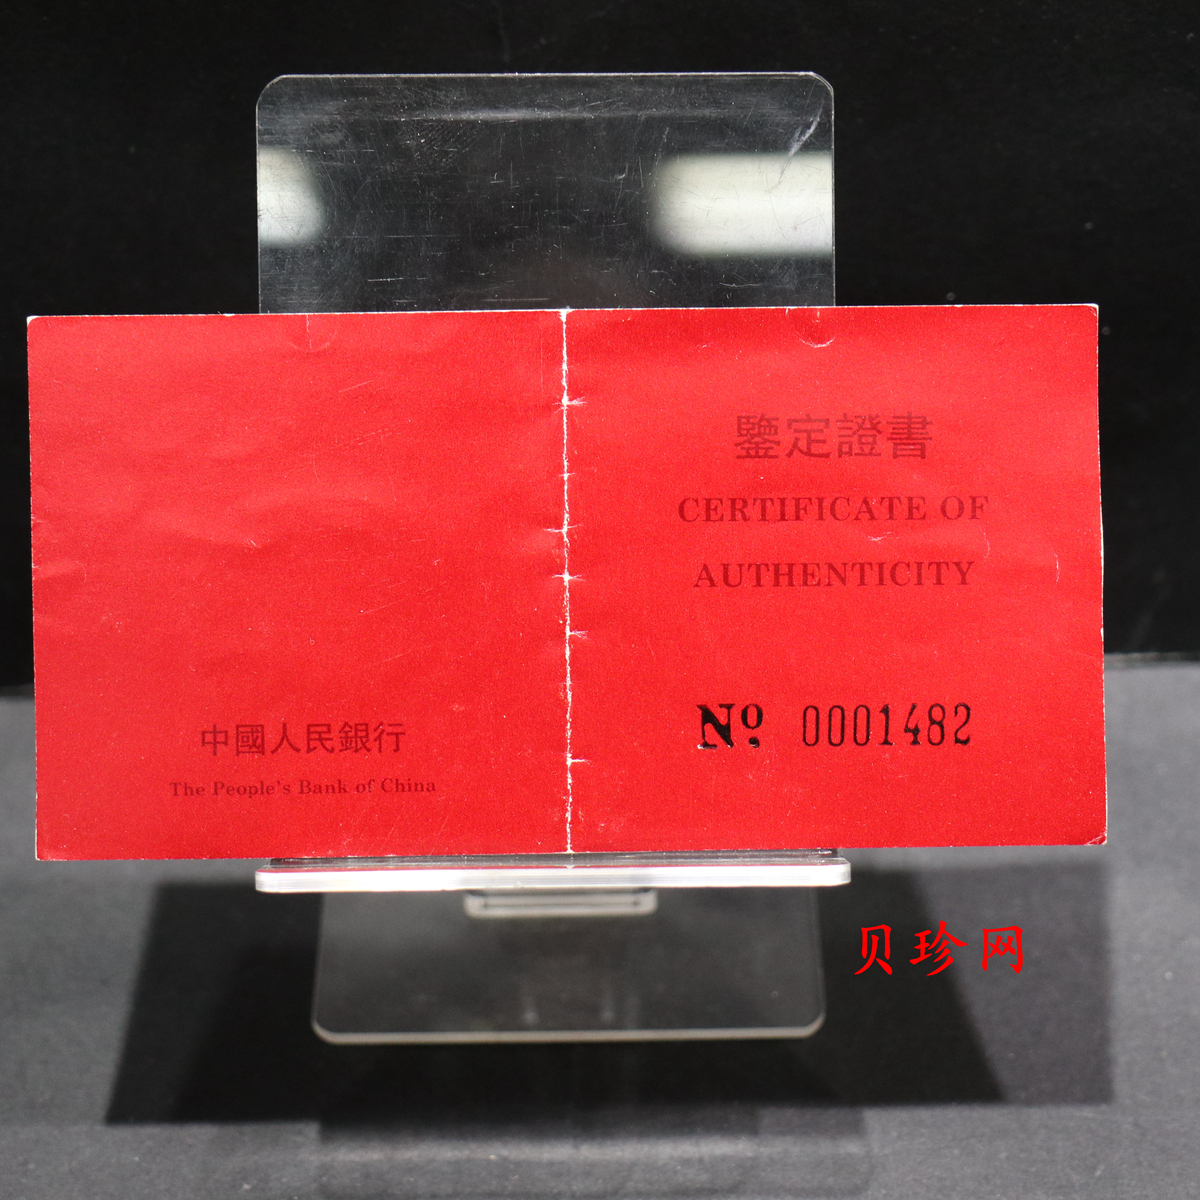 中國人民銀行
The People's Bank of China
鑒定證書
CERTIFICATE OF
AUTHENTICITY
Nº 0001482
贝珍网